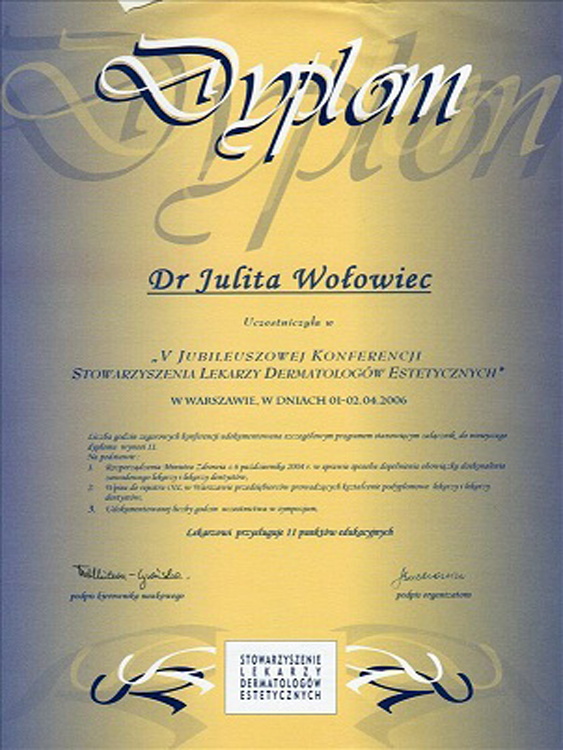 Dyplom
Dr Julita Wołowiec
Uczestniczyła w
„V Jubileuszowej Konferencji
Stowarzyszenia Lekarzy Dermatologów Estetycznych"
w Warszawie, w dniach 01-02.04.2006
Liczba godzin zegarowych konferencji udokumentowana szczegółowym programem stanowiącym załącznik do niniejszego
dyplomu wynosi 11.
Na podstawie:
1. Rozporządzenia Ministra Zdrowia z 6 października 2004 r. w sprawie sposobu dopełnienia obowiązku doskonalenia
zawodowego lekarzy i lekarzy dentystów,
2. Wpisu do rejestru OIL w Warszawie przedsiębiorców prowadzących kształcenie podyplomowe lekarzy i lekarzy
dentystów,
3. Udokumentowanej liczby godzin uczestnictwa w sympozjum,
Lekarzowi przysługuje 11 punktów edukacyjnych
podpis kierownika naukowego
podpis organizatora
STOWARZYSZENIE
LEKARZY
DERMATOLOGÓW
ESTETYCZNYCH